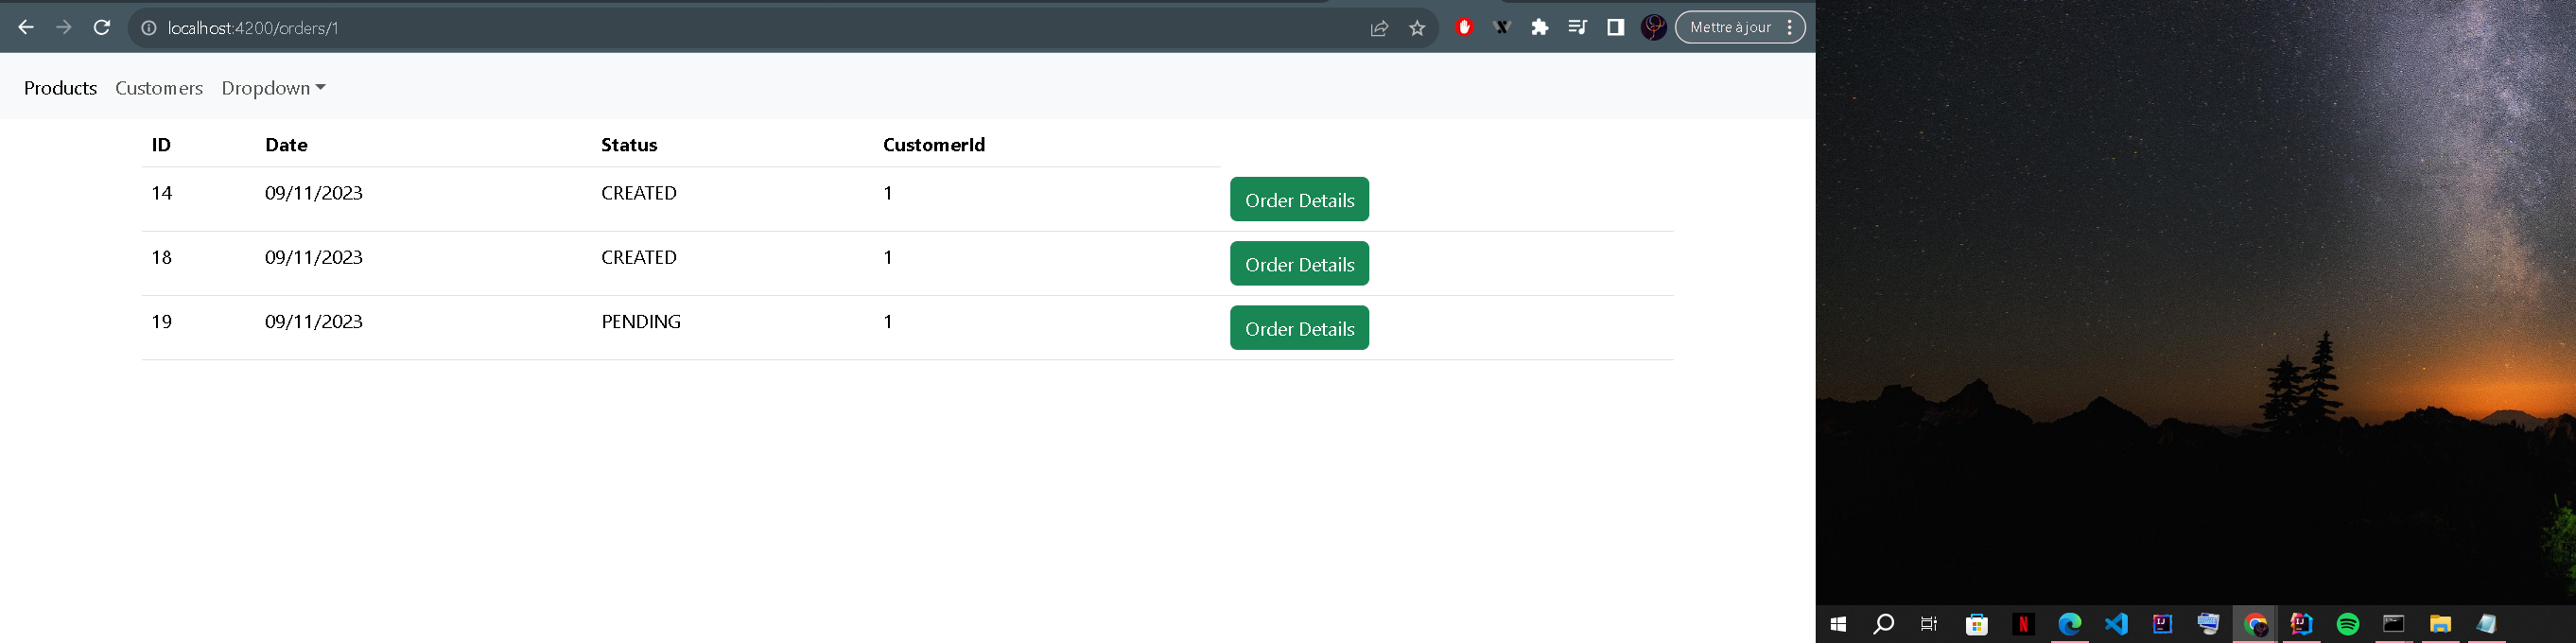 localhost:4200/orders/1
Mettre à jour
Products Customers Dropdown
ID Date Status CustomerId
14 09/11/2023 CREATED 1 Order Details
18 09/11/2023 CREATED 1 Order Details
19 09/11/2023 PENDING 1 Order Details